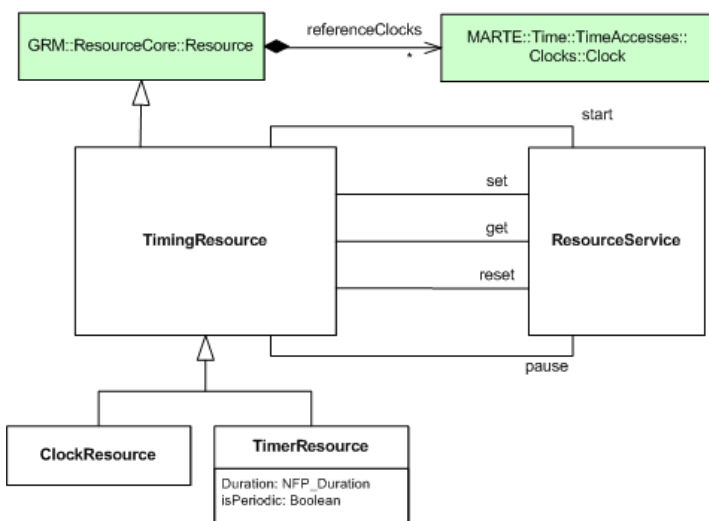 referenceClocks
GRM::ResourceCore::Resource
MARTE::Time::TimeAccesses::
Clocks::Clock
*
start
set
TimingResource
get
ResourceService
reset
pause
ClockResource
TimerResource
Duration: NFP_Duration
isPeriodic: Boolean